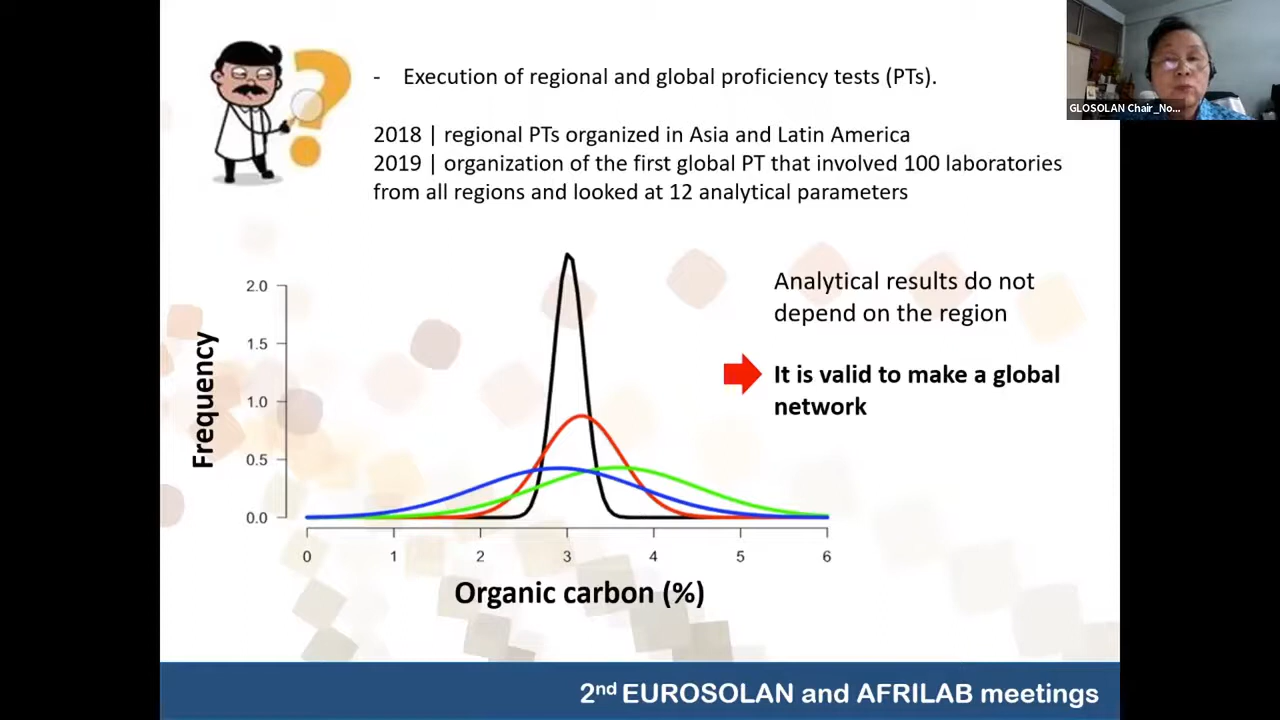 GLOSOLAN Chair_No...
- Execution of regional and global proficiency tests (PTs).
2018 | regional PTs organized in Asia and Latin America
2019 | organization of the first global PT that involved 100 laboratories
from all regions and looked at 12 analytical parameters
Analytical results do not
depend on the region
It is valid to make a global
network
Frequency
2.0
1.5
1.0
0.5
0.0
0 1 2 3 4 5 6
Organic carbon (%)
2nd EUROSOLAN and AFRILAB meetings